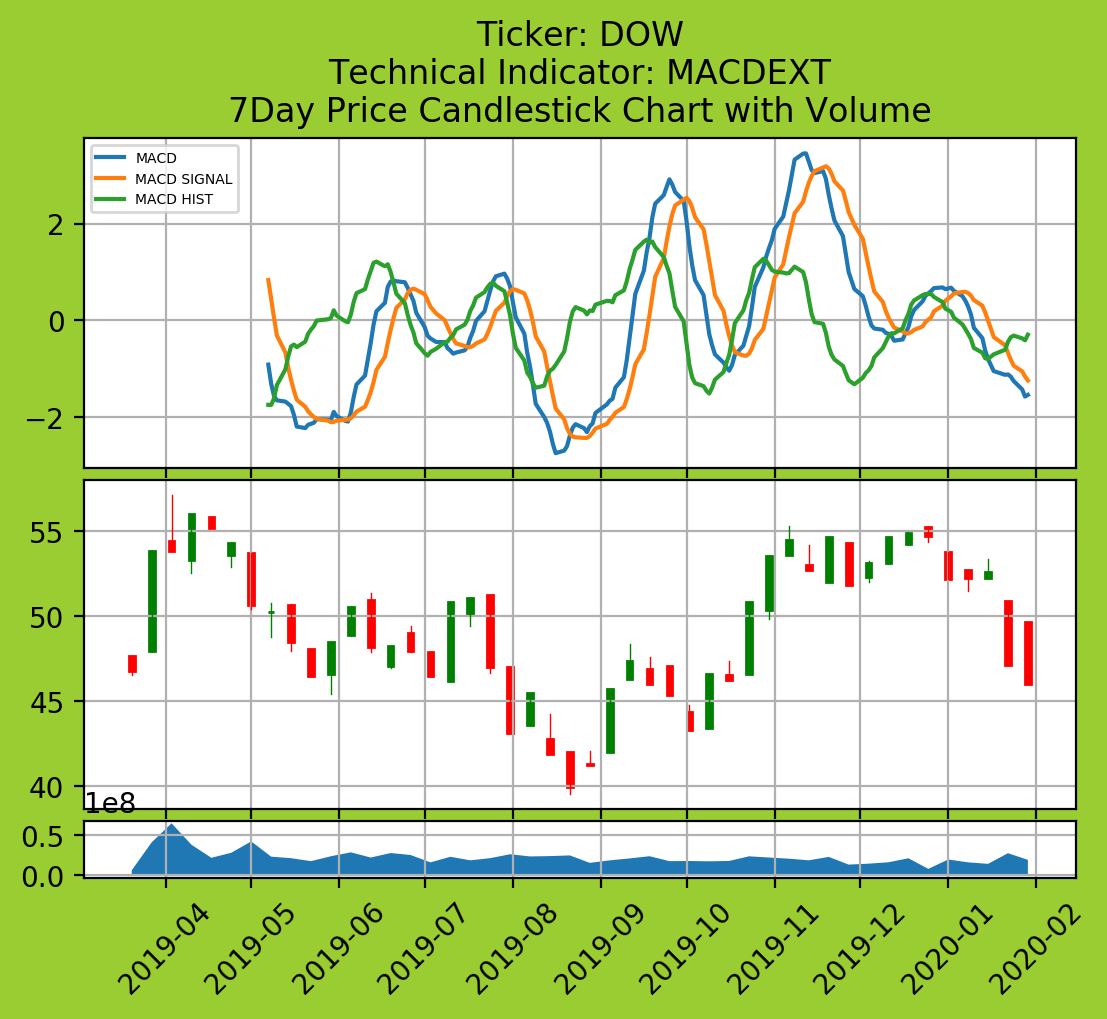 Ticker: DOW
Technical Indicator: MACDEXT
7Day Price Candlestick Chart with Volume
MACD
MACD SIGNAL
MACD HIST
2
0
−2
55
50
45
40
1e8
0.5
0.0
2019-04
2019-05
2019-06
2019-07
2019-08
2019-09
2019-10
2019-11
2019-12
2020-01
2020-02